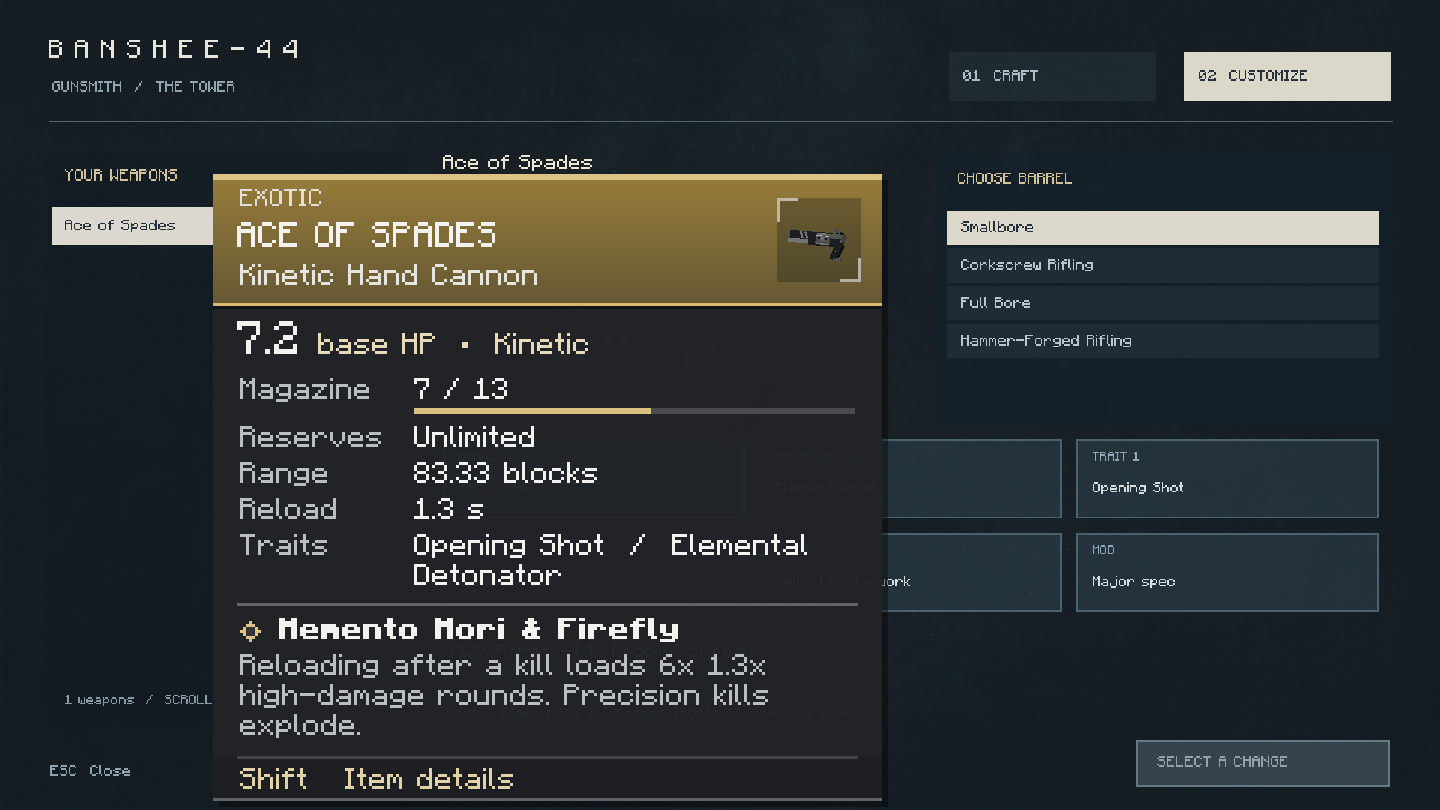 BANSHEE-44
GUNSMITH / THE TOWER
01 CRAFT
02 CUSTOMIZE
YOUR WEAPONS
Ace of Spades
1 weapons / SCROLL
ESC Close
Ace of Spades
EXOTIC
ACE OF SPADES
Kinetic Hand Cannon
7.2 base HP · Kinetic
Magazine 7 / 13
Reserves Unlimited
Range 83.33 blocks
Reload 1.3 s
Traits Opening Shot / Elemental
Detonator
Memento Mori & Firefly
Reloading after a kill loads 6x 1.3x
high-damage rounds. Precision kills
explode.
Shift Item details
CHOOSE BARREL
Smallbore
Corkscrew Rifling
Full Bore
Hammer-Forged Rifling
TRAIT 1
Opening Shot
MOD
Major spec
SELECT A CHANGE